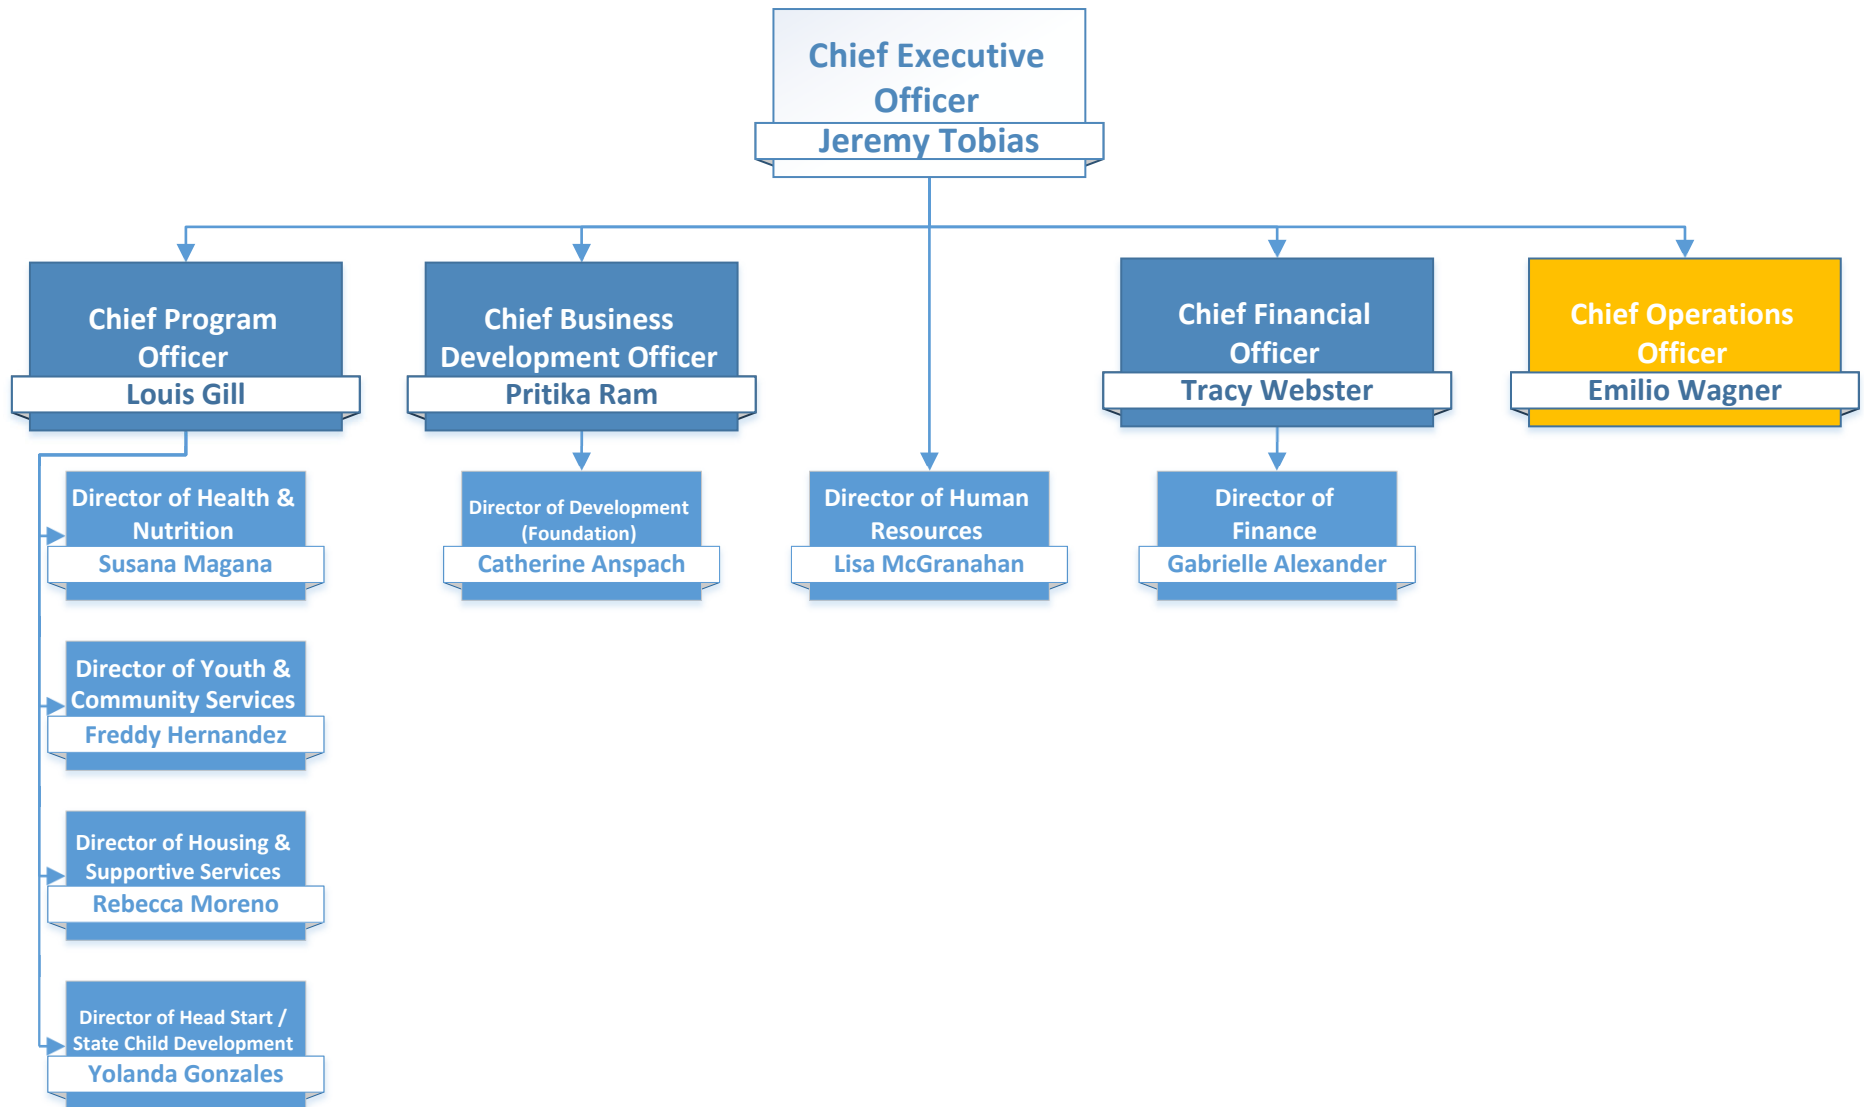 Chief Executive
Officer
Jeremy Tobias
Chief Program
Officer
Louis Gill
Chief Business
Development Officer
Pritika Ram
Chief Financial
Officer
Tracy Webster
Chief Operations
Officer
Emilio Wagner
Director of Health &
Nutrition
Susana Magana
Director of Development
(Foundation)
Catherine Anspach
Director of Human
Resources
Lisa McGranahan
Director of
Finance
Gabrielle Alexander
Director of Youth &
Community Services
Freddy Hernandez
Director of Housing &
Supportive Services
Rebecca Moreno
Director of Head Start /
State Child Development
Yolanda Gonzales